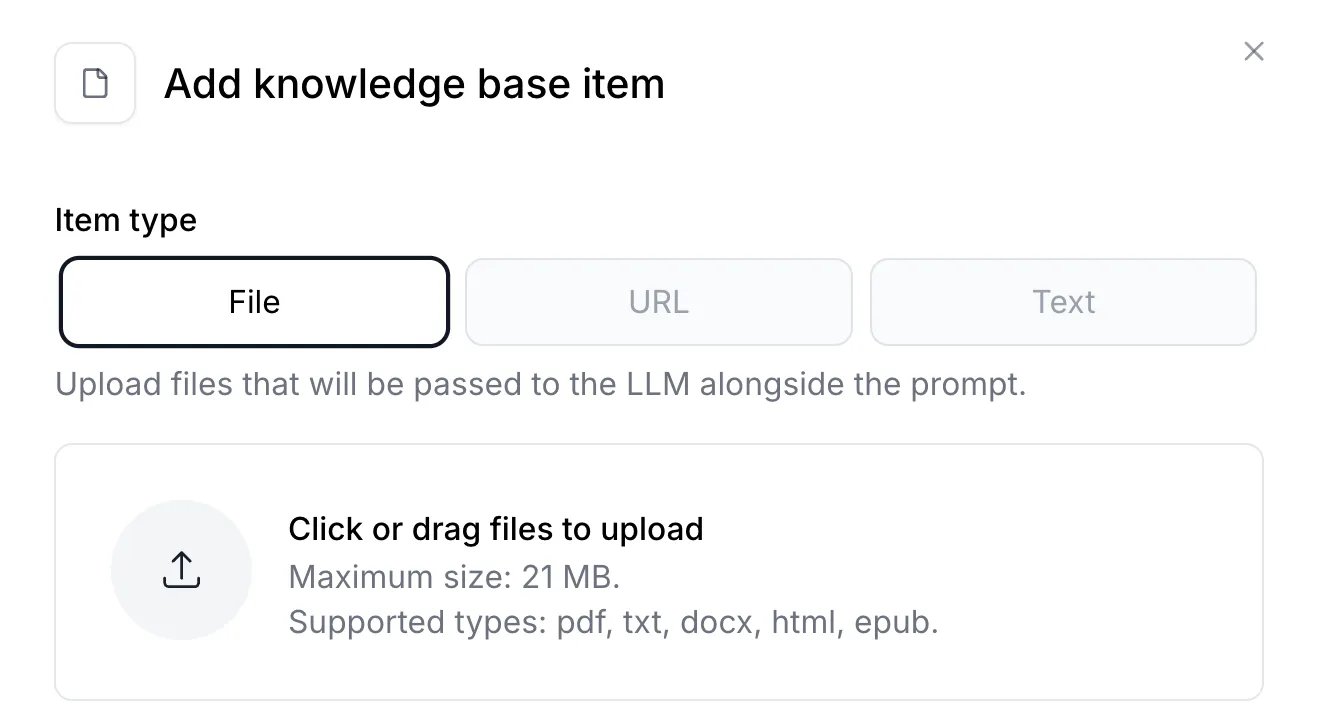 Add knowledge base item
Item type
File
URL
Text
Upload files that will be passed to the LLM alongside the prompt.
Click or drag files to upload
Maximum size: 21 MB.
Supported types: pdf, txt, docx, html, epub.